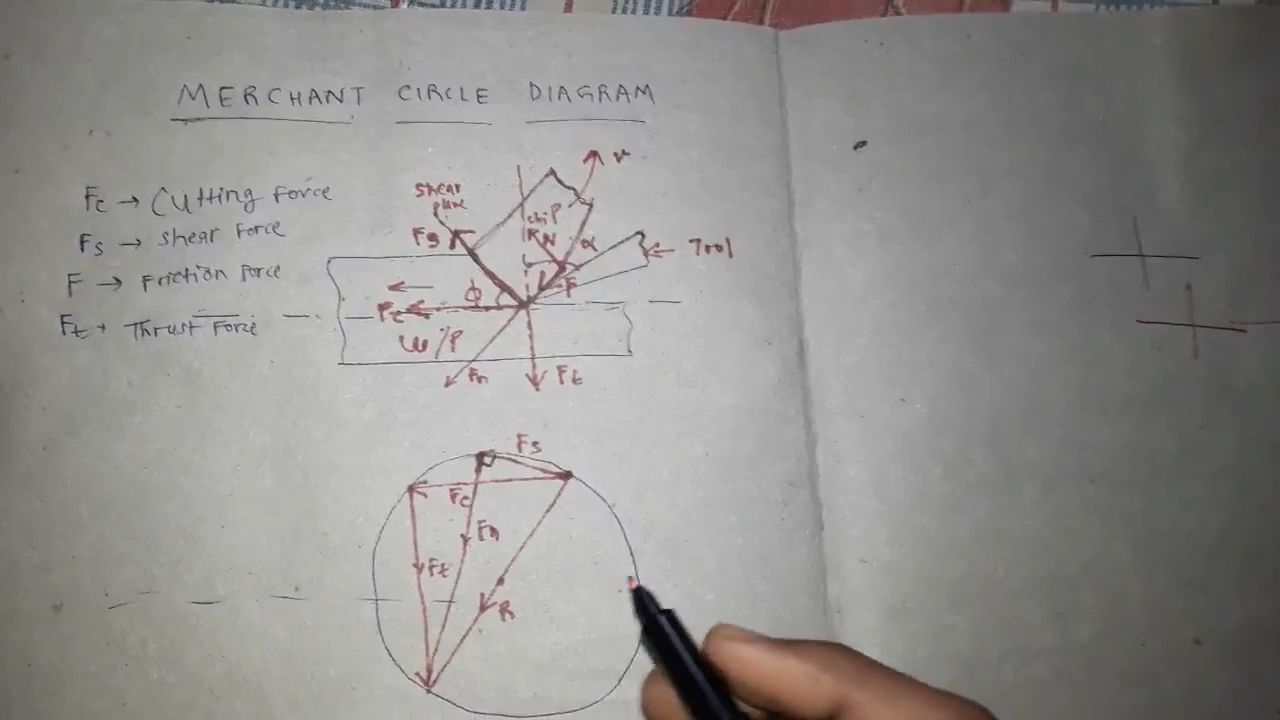 MERCHANT CIRCLE DIAGRAM
Fc → Cutting Force
Fs → Shear Force
F → Friction Force
Ft → Thrust Force
Shear
plane
Fs
chip
N
α
v
Tool
F
ϕ
Fc
W/P
Fn
Ft
Fs
Fc
Fn
Ft
R